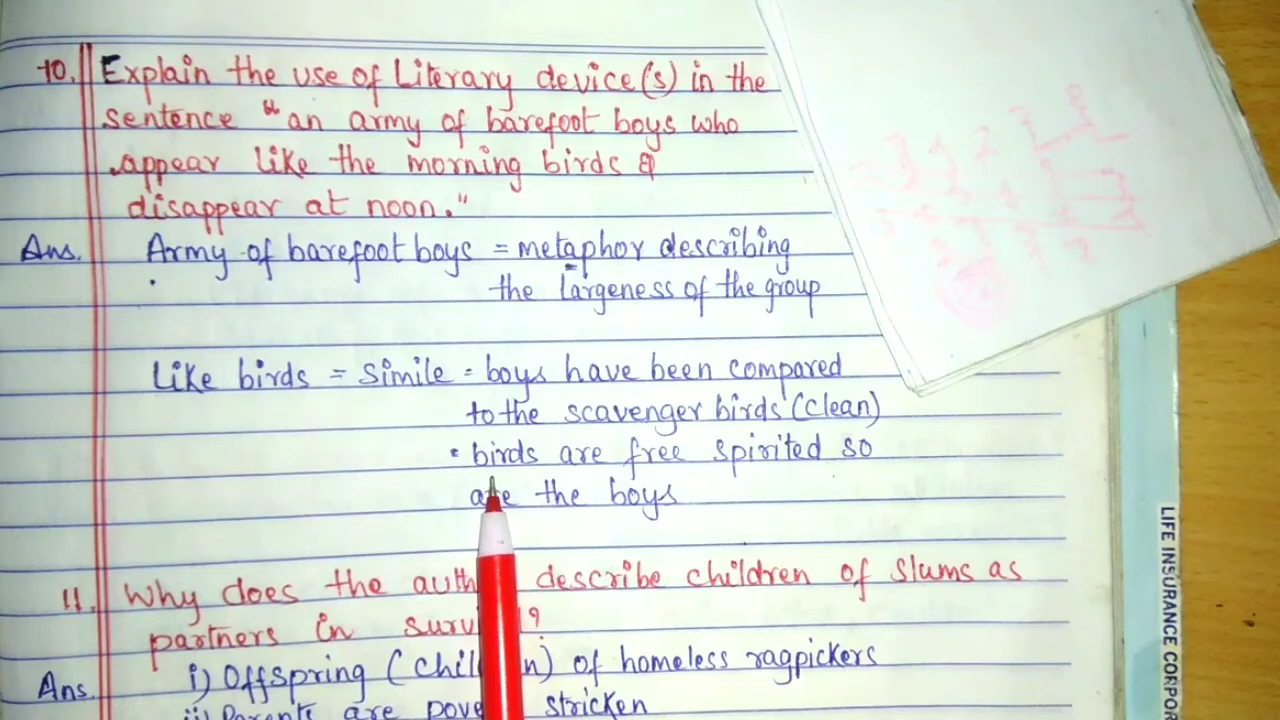 10. Explain the use of Literary device(s) in the
sentence "an army of barefoot boys who
appear like the morning birds &
disappear at noon."
Ans. Army of barefoot boys = metaphor describing
the largeness of the group
Like birds = Simile = boys have been compared
to the scavenger birds (clean)
• birds are free spirited so
are the boys
11. Why does the auth describe children of slums as
partners in surv ?
Ans. i) Offspring (chil n) of homeless ragpickers
ii) Parents are pove stricken
LIFE INSURANCE CORPOR